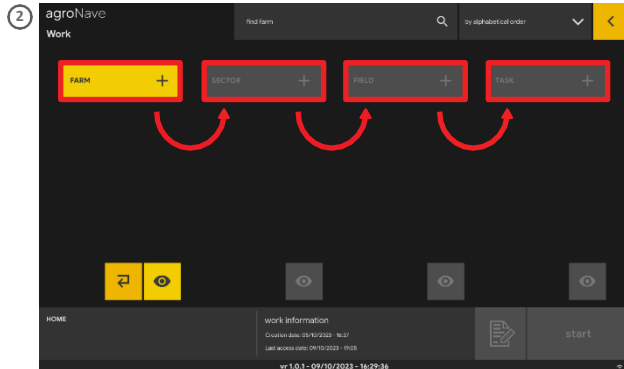 2
agroNave
Work
find farm
by alphabetical order
FARM
SECTOR
FIELD
TASK
HOME
work information
Creation date: 05/10/2023 - 16:37
Last access date: 09/10/2023 - 19:05
start
vr 1.0.1 - 09/10/2023 - 16:29:36